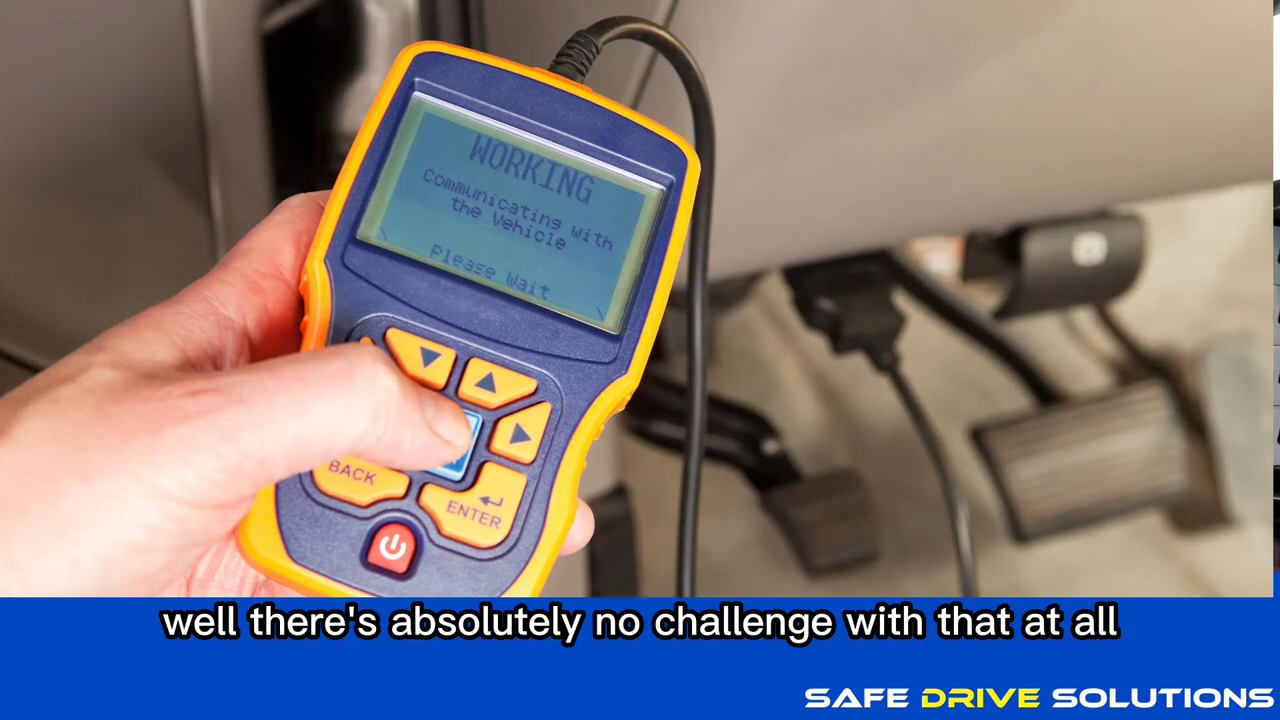 WORKING
Communicating with
the Vehicle
Please Wait
BACK
ENTER
well there's absolutely no challenge with that at all
SAFE DRIVE SOLUTIONS